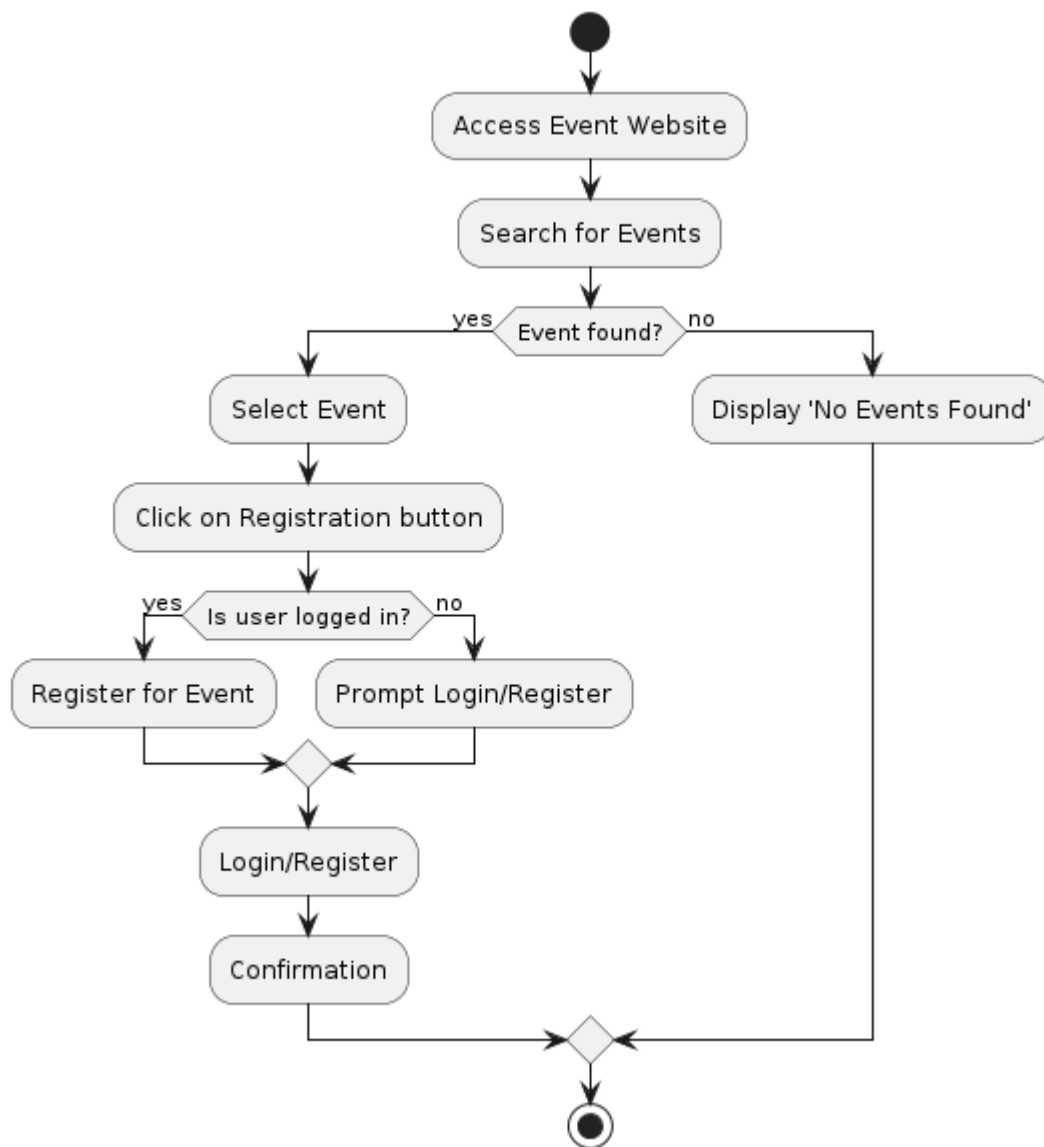 Access Event Website
Search for Events
yes
Event found?
no
Select Event
Display 'No Events Found'
Click on Registration button
yes
Is user logged in?
no
Register for Event
Prompt Login/Register
Login/Register
Confirmation